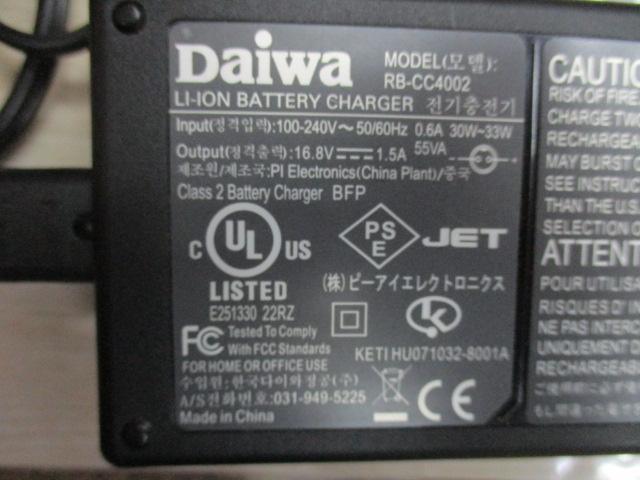 Daiwa
MODEL(모델):
RB-CC4002
LI-ION BATTERY CHARGER 전기충전기
Input(정격입력):100-240V～50/60Hz 0.6A 30W~33W
55VA
Output(정격출력):16.8V⎓1.5A
제조원/제조국:PI Electronics(China Plant)/중국
Class 2 Battery Charger BFP
C UL US
LISTED
E251330 22RZ
PS
E
JET
(株)ピーアイエレクトロニクス
FC Tested To Comply
With FCC Standards
FOR HOME OR OFFICE USE
KETI HU071032-8001A
수입원:한국다이와정공(주)
A/S전화번호:031-949-5225
Made in China
CE
CAUTIO
RISK OF FIRE
CHARGE TWO
RECHARGEAB
MAY BURST C
SEE INSTRUC
THAN THE U.S
SELECTION O
ATTENT
POUR UTILISA
RISQUES D'IN
NE PAS INTER
UNIQUEMENT D
RECHARGEABL